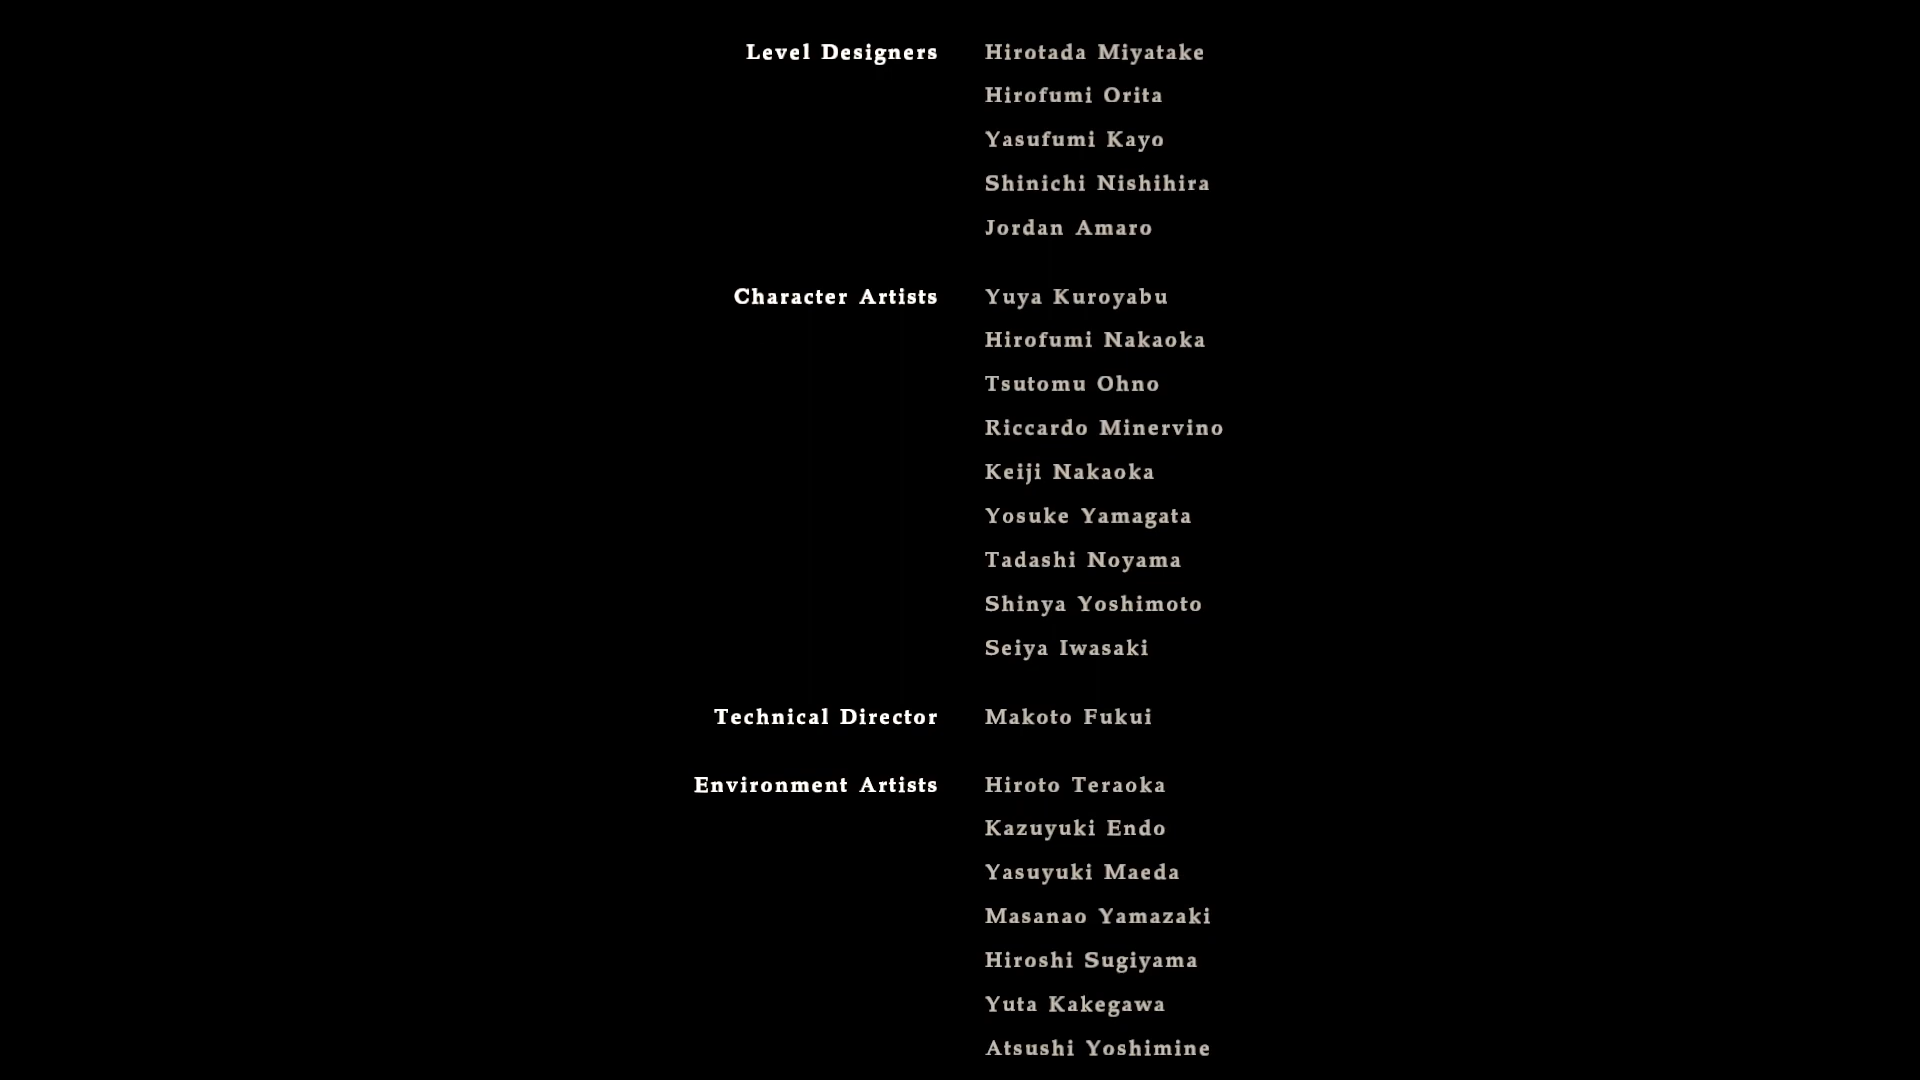 Level Designers Hirotada Miyatake
Hirofumi Orita
Yasufumi Kayo
Shinichi Nishihira
Jordan Amaro
Character Artists Yuya Kuroyabu
Hirofumi Nakaoka
Tsutomu Ohno
Riccardo Minervino
Keiji Nakaoka
Yosuke Yamagata
Tadashi Noyama
Shinya Yoshimoto
Seiya Iwasaki
Technical Director Makoto Fukui
Environment Artists Hiroto Teraoka
Kazuyuki Endo
Yasuyuki Maeda
Masanao Yamazaki
Hiroshi Sugiyama
Yuta Kakegawa
Atsushi Yoshimine